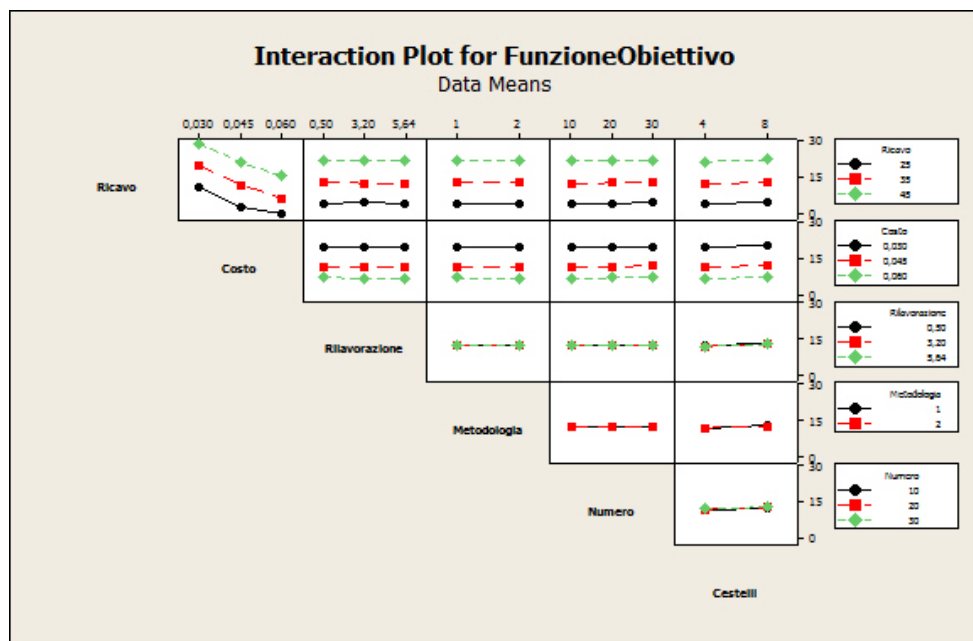 Interaction Plot for FunzioneObiettivo
Data Means
0,030 0,045 0,060 0,50 3,20 5,64 1 2 10 20 30 4 8
Ricavo
30
15
0
Ricavo
25
35
45
Costo
30
15
0
Costo
0,030
0,045
0,060
Rilavorazione
30
15
0
Rilavorazione
0,50
3,20
5,64
Metodologia
30
15
0
Metodologia
1
2
Numero
30
15
0
Numero
10
20
30
Cestelli